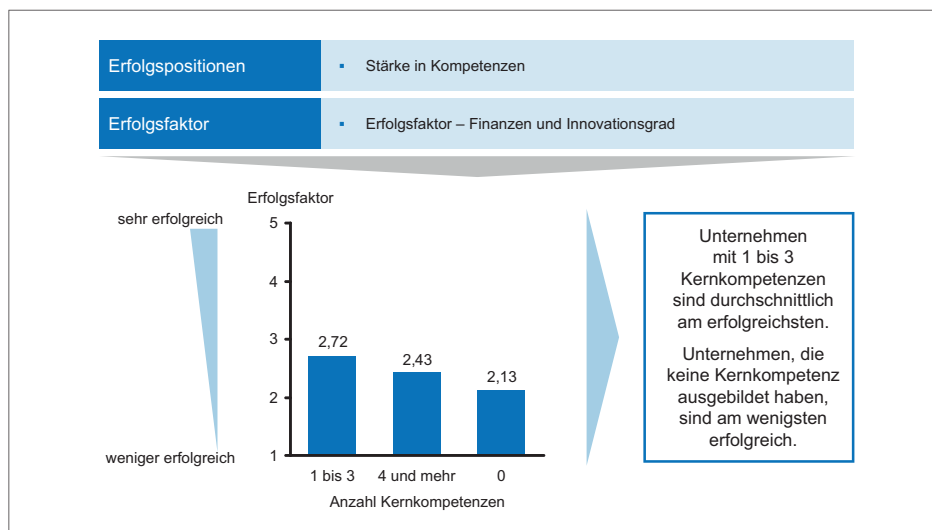 Erfolgspositionen
▪ Stärke in Kompetenzen
Erfolgsfaktor
▪ Erfolgsfaktor – Finanzen und Innovationsgrad
Erfolgsfaktor
sehr erfolgreich
5
4
3
2
1
weniger erfolgreich
2,72
2,43
2,13
1 bis 3
4 und mehr
0
Anzahl Kernkompetenzen
Unternehmen
mit 1 bis 3
Kernkompetenzen
sind durchschnittlich
am erfolgreichsten.
Unternehmen, die
keine Kernkompetenz
ausgebildet haben,
sind am wenigsten
erfolgreich.